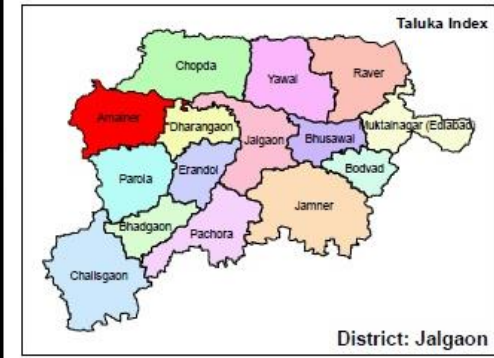 Taluka Index
Chopda
Yawal
Raver
Amalner
Dharangaon
Jalgaon
Bhusawal
Muktainagar (Edlabad)
Parola
Erandol
Bodvad
Jamner
Bhadgaon
Pachora
Chalisgaon
District: Jalgaon